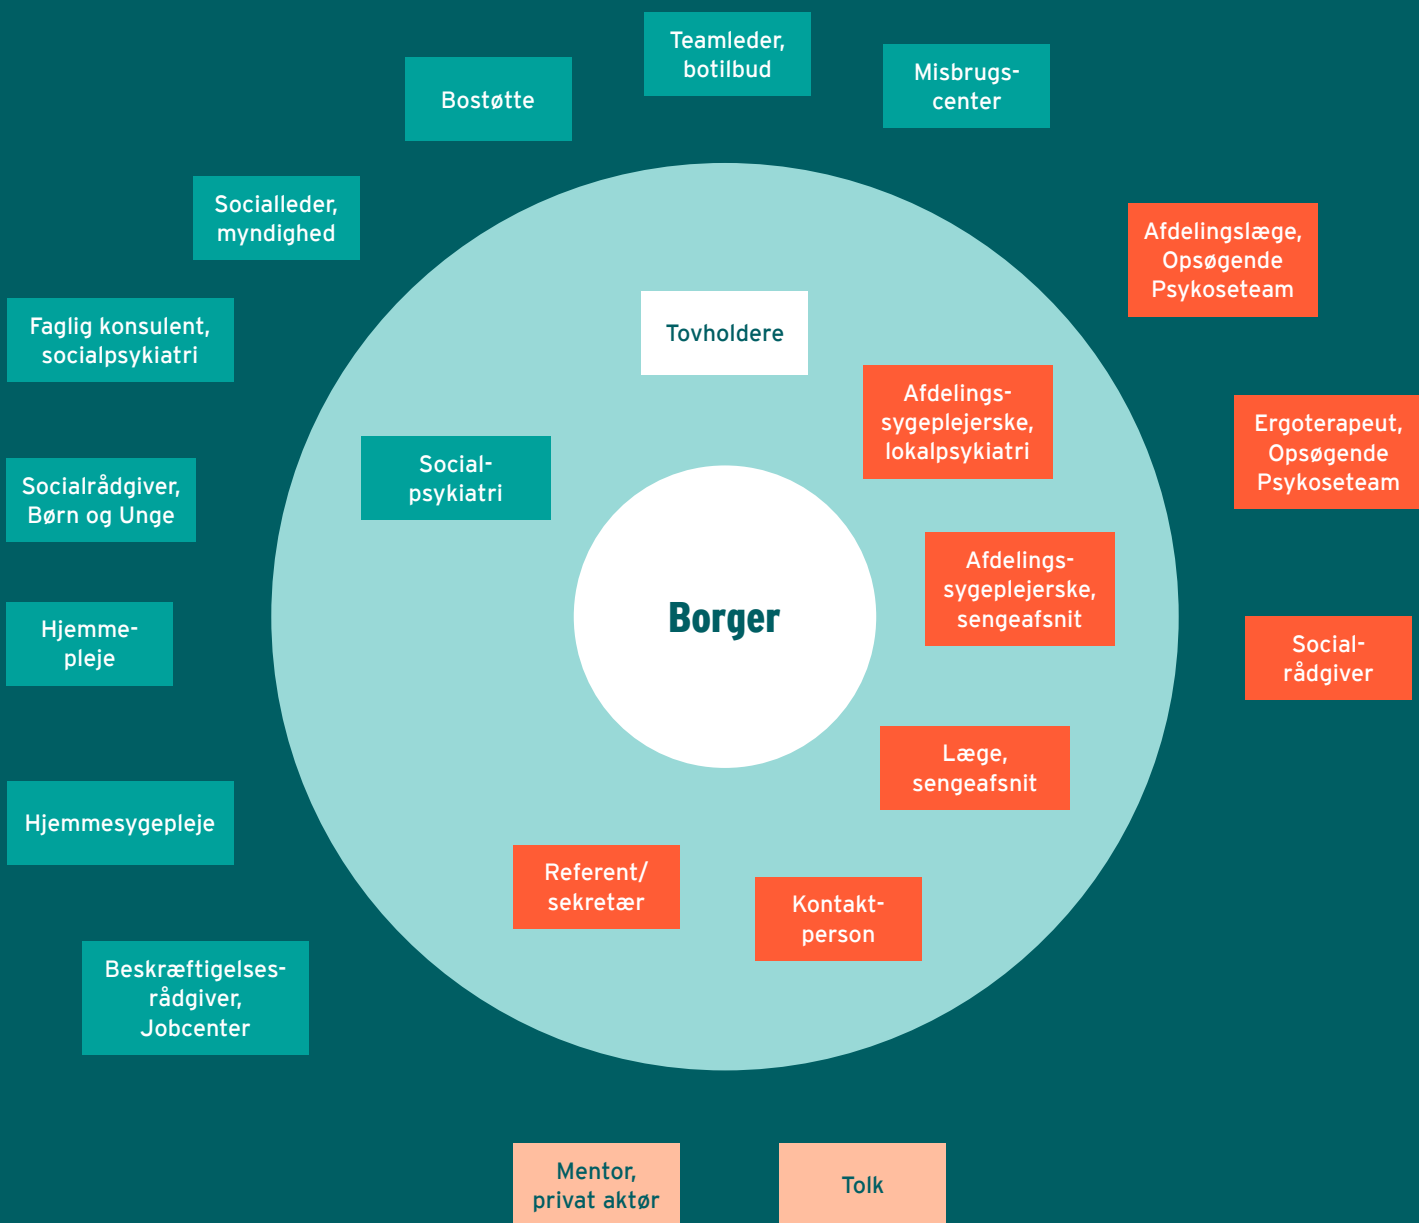 Teamleder,
botilbud
Misbrugs-
center
Bostøtte
Socialleder,
myndighed
Afdelingslæge,
Opsøgende
Psykoseteam
Faglig konsulent,
socialpsykiatri
Tovholdere
Afdelings-
sygeplejerske,
lokalpsykiatri
Ergoterapeut,
Opsøgende
Psykoseteam
Social-
psykiatri
Socialrådgiver,
Børn og Unge
Afdelings-
sygeplejerske,
sengeafsnit
Borger
Hjemme-
pleje
Social-
rådgiver
Læge,
sengeafsnit
Hjemmesygepleje
Referent/
sekretær
Kontakt-
person
Beskræftigelses-
rådgiver,
Jobcenter
Mentor,
privat aktør
Tolk